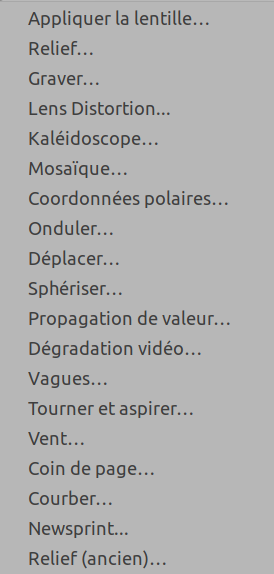 Appliquer la lentille…
Relief…
Graver…
Lens Distortion...
Kaléidoscope…
Mosaïque…
Coordonnées polaires…
Onduler…
Déplacer…
Sphériser…
Propagation de valeur…
Dégradation vidéo…
Vagues…
Tourner et aspirer…
Vent…
Coin de page…
Courber…
Newsprint...
Relief (ancien)…